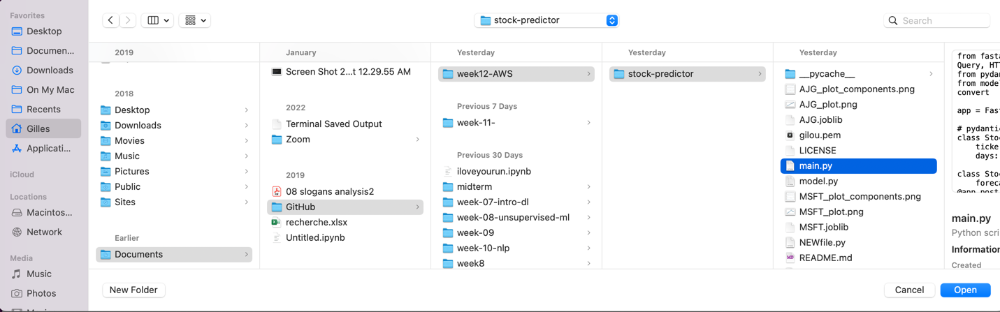 Favorites
Desktop
Documen...
Downloads
On My Mac
Recents
Gilles
Applicati...
iCloud
Locations
Macintos...
Network
Media
Music
Photos
stock-predictor
Search
2019
2018
Desktop
Downloads
Movies
Music
Pictures
Public
Sites
Earlier
Documents
January
Screen Shot 2...t 12.29.55 AM
2022
Terminal Saved Output
Zoom
2019
08 slogans analysis2
GitHub
recherche.xlsx
Untitled.ipynb
Yesterday
week12-AWS
Previous 7 Days
week-11-
Previous 30 Days
iloveyourun.ipynb
midterm
week-07-intro-dl
week-08-unsupervised-ml
week-09
week-10-nlp
week8
Yesterday
stock-predictor
Yesterday
__pycache__
AJG_plot_components.png
AJG_plot.png
AJG.joblib
gilou.pem
LICENSE
main.py
model.py
MSFT_plot_components.png
MSFT_plot.png
MSFT.joblib
NEWfile.py
README.md
from fasta
Query, HTT
from pydan
from model
convert
app = Fast
# pydantic
class Stoc
ticke
days:
class Stoc
foreca
main.py
Python scri
Information
Created
New Folder
Cancel
Open